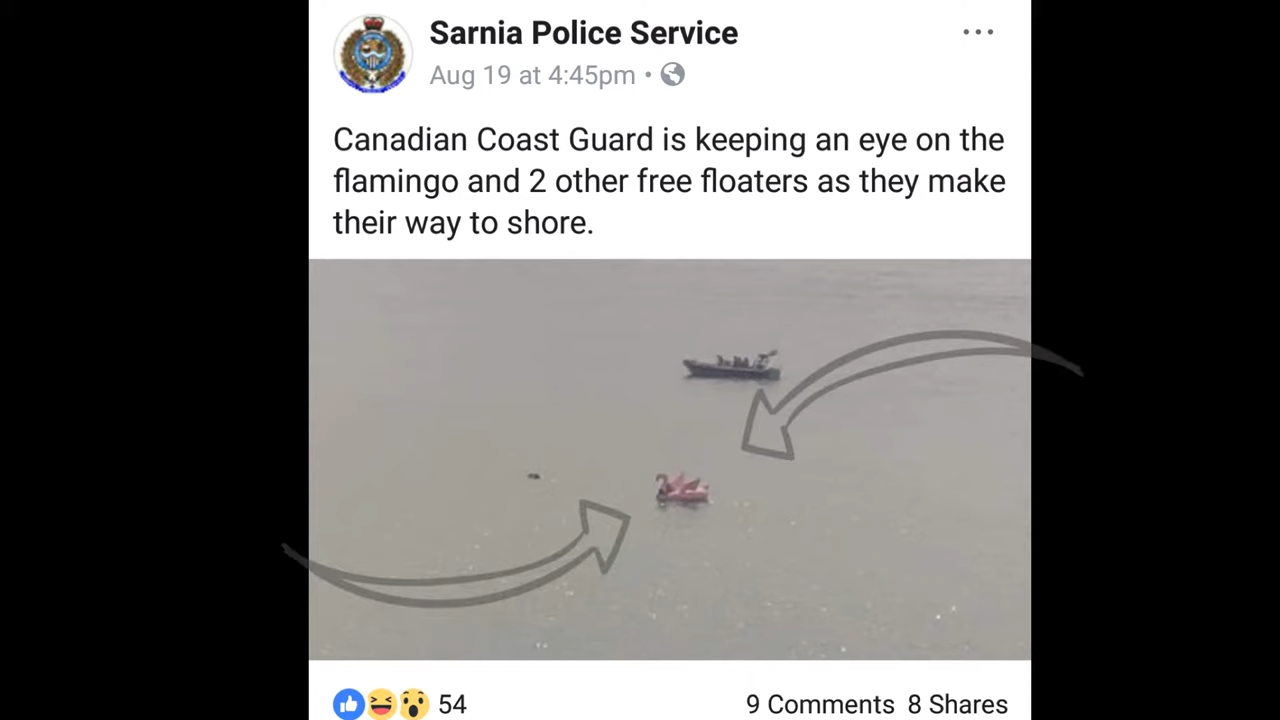 Sarnia Police Service
Aug 19 at 4:45pm •
Canadian Coast Guard is keeping an eye on the
flamingo and 2 other free floaters as they make
their way to shore.
54
9 Comments 8 Shares